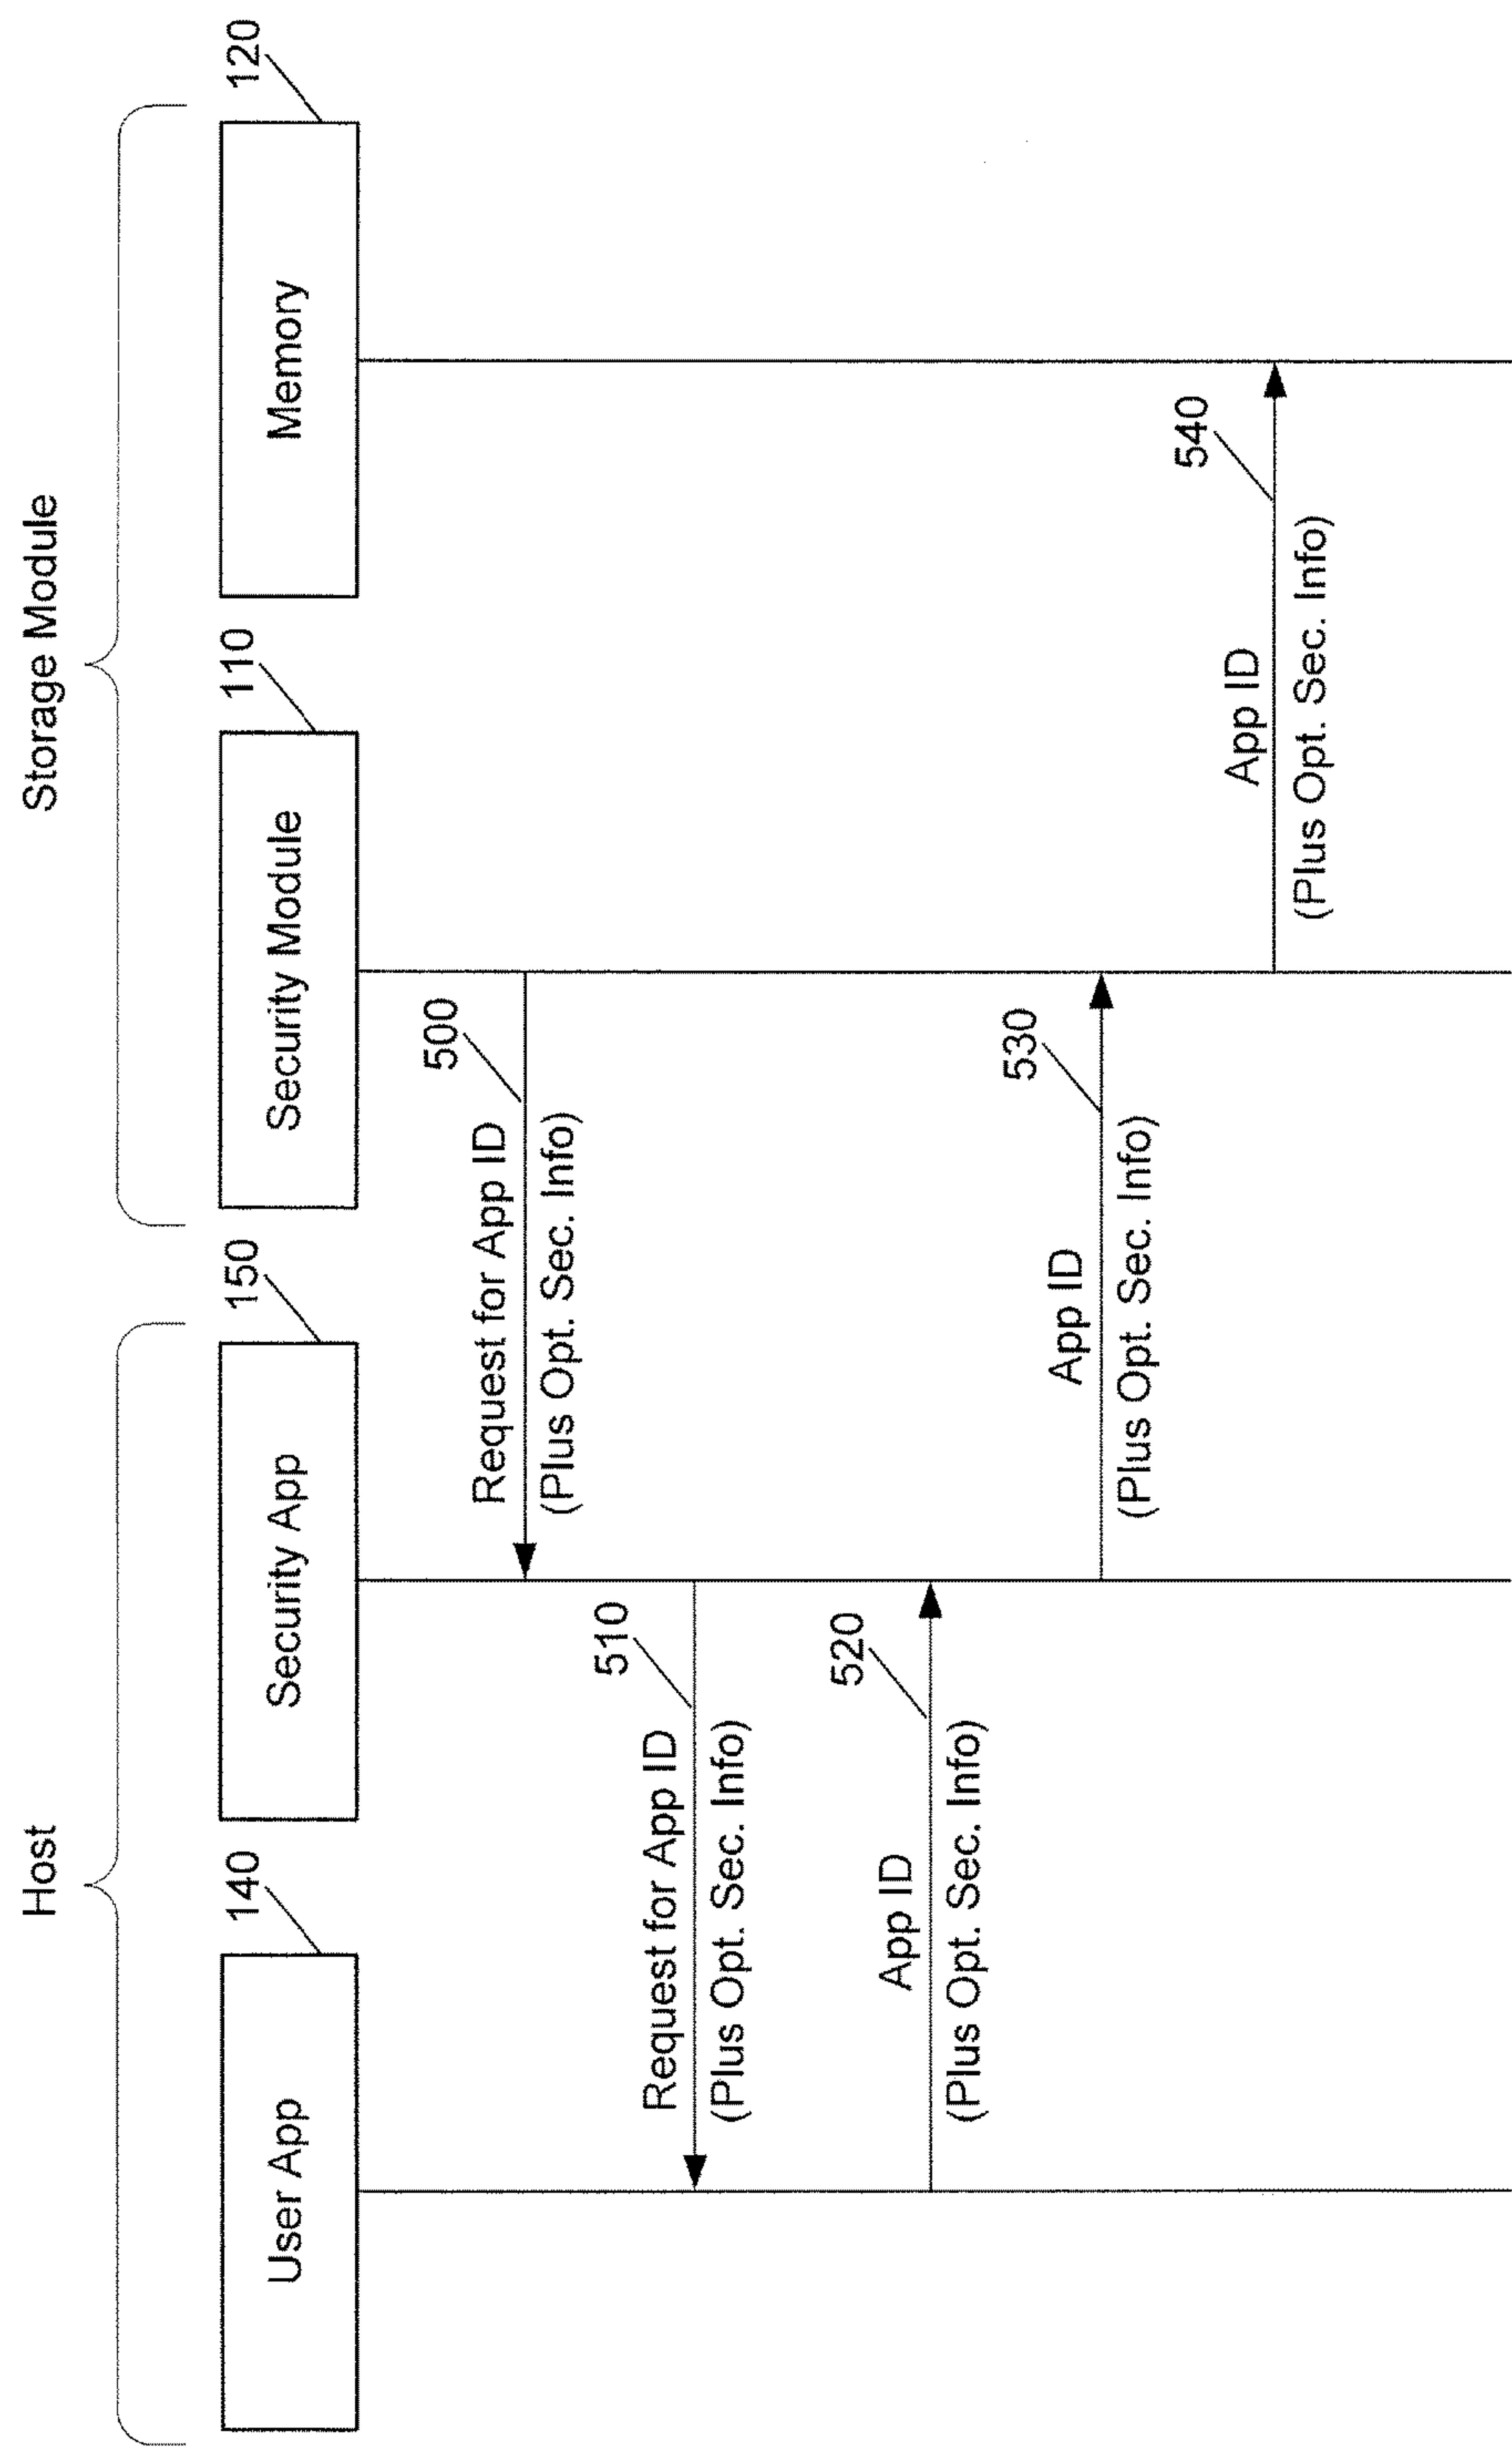 Host
Storage Module
140
150
110
120
User App
Security App
Security Module
Memory
500
Request for App ID
(Plus Opt. Sec. Info)
510
Request for App ID
(Plus Opt. Sec. Info)
520
App ID
(Plus Opt. Sec. Info)
530
App ID
(Plus Opt. Sec. Info)
540
App ID
(Plus Opt. Sec. Info)